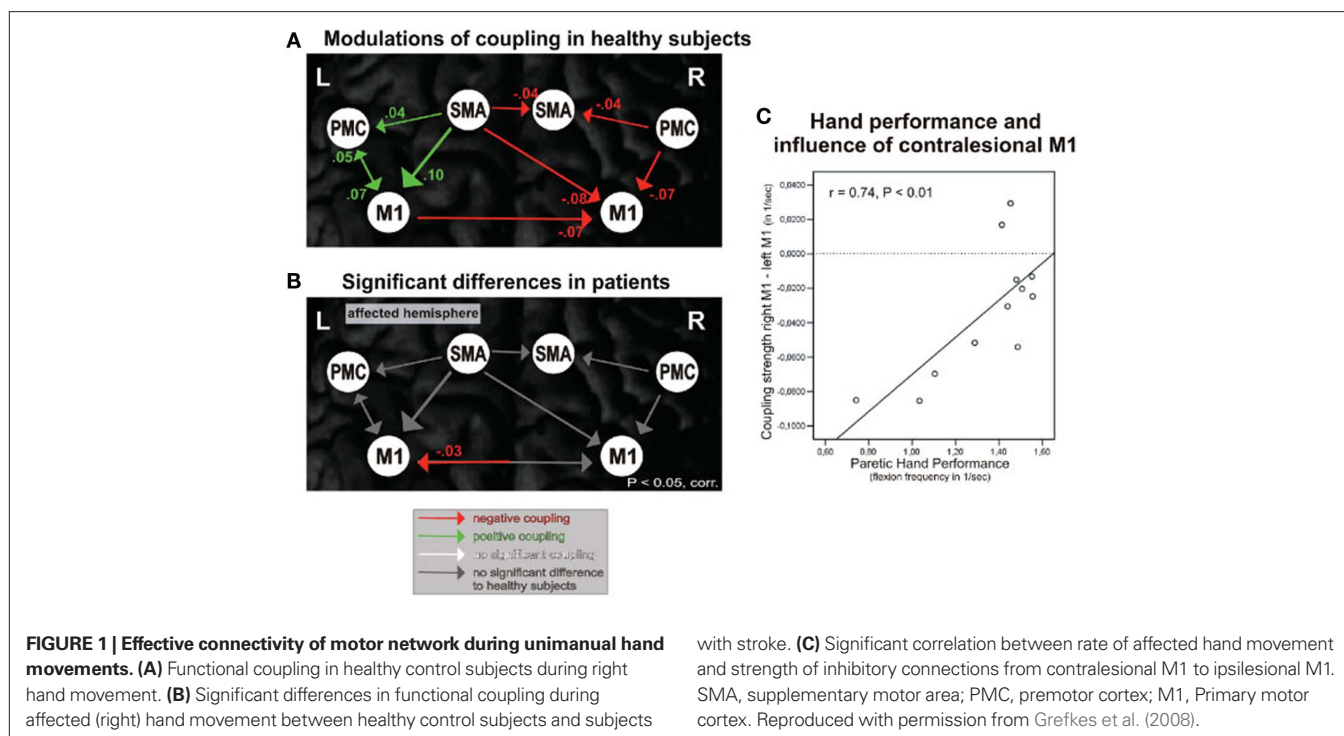 A Modulations of coupling in healthy subjects
L R
SMA SMA
-.04 -.04
.04
PMC PMC
.05
.10
.07 -.08 -.07
M1 M1
-.07
B Significant differences in patients
L affected hemisphere R
SMA SMA
PMC PMC
-.03
M1 M1
P < 0.05, corr.
negative coupling
positive coupling
no significant coupling
no significant difference
to healthy subjects
C Hand performance and
influence of contralesional M1
r = 0.74, P < 0.01
Coupling strength right M1 - left M1 (in 1/sec)
0,0400
0,0200
0,0000
-0,0200
-0,0400
-0,0600
-0,0800
-0,1000
0,60 0,80 1,00 1,20 1,40 1,60
Paretic Hand Performance
(flexion frequency in 1/sec)
FIGURE 1 | Effective connectivity of motor network during unimanual hand
movements. (A) Functional coupling in healthy control subjects during right
hand movement. (B) Significant differences in functional coupling during
affected (right) hand movement between healthy control subjects and subjects
with stroke. (C) Significant correlation between rate of affected hand movement
and strength of inhibitory connections from contralesional M1 to ipsilesional M1.
SMA, supplementary motor area; PMC, premotor cortex; M1, Primary motor
cortex. Reproduced with permission from Grefkes et al. (2008).